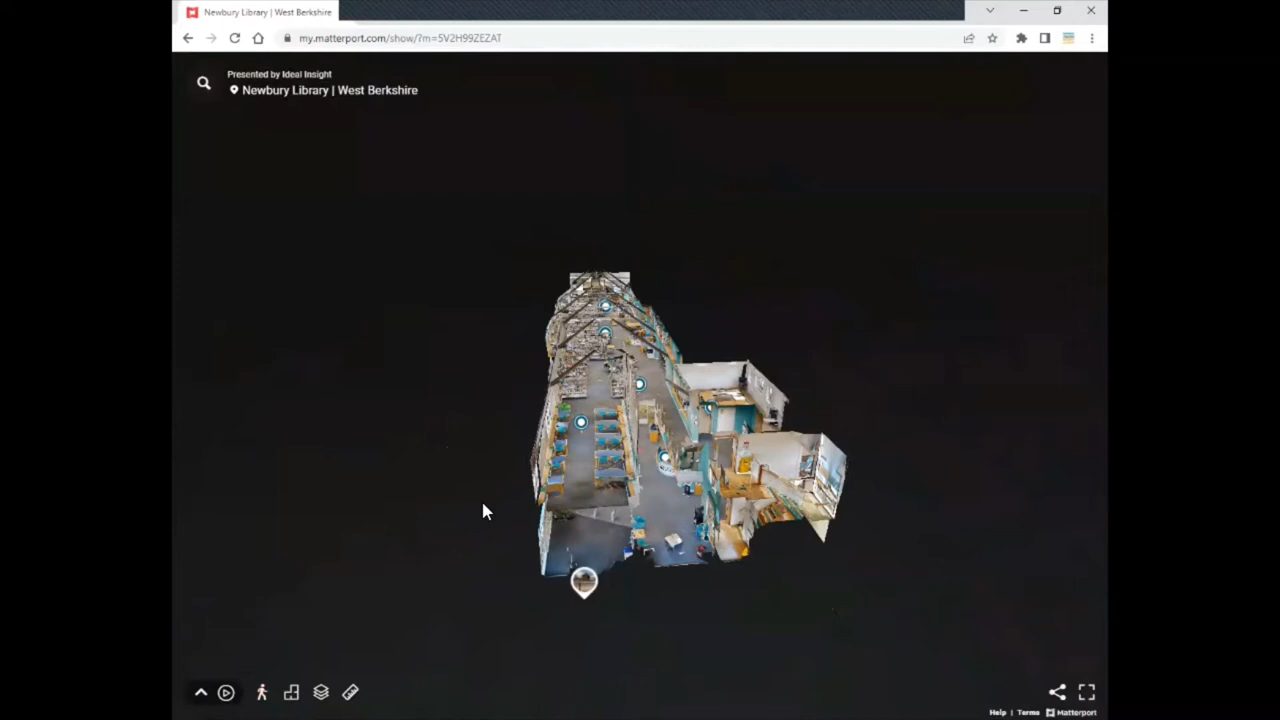 Newbury Library | West Berkshire
my.matterport.com/show/?m=5V2H99ZEZAT
Presented by Ideal Insight
Newbury Library | West Berkshire
Help | Terms Matterport